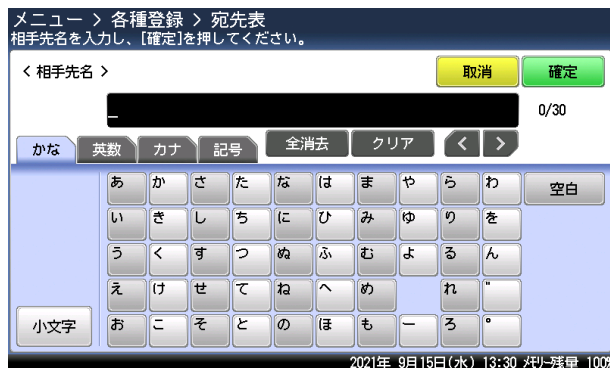 メニュー > 各種登録 > 宛先表
相手先名を入力し、[確定]を押してください。
< 相手先名 >
取消
確定
_
0/30
かな 英数 カナ 記号 全消去 クリア < >
あ か さ た な は ま や ら わ 空白
い き し ち に ひ み ゆ り を
う く す つ ぬ ふ む よ る ん
え け せ て ね へ め れ ゛
小文字 お こ そ と の ほ も ー ろ ゜
2021年 9月15日(水) 13:30 メモリー残量 100%